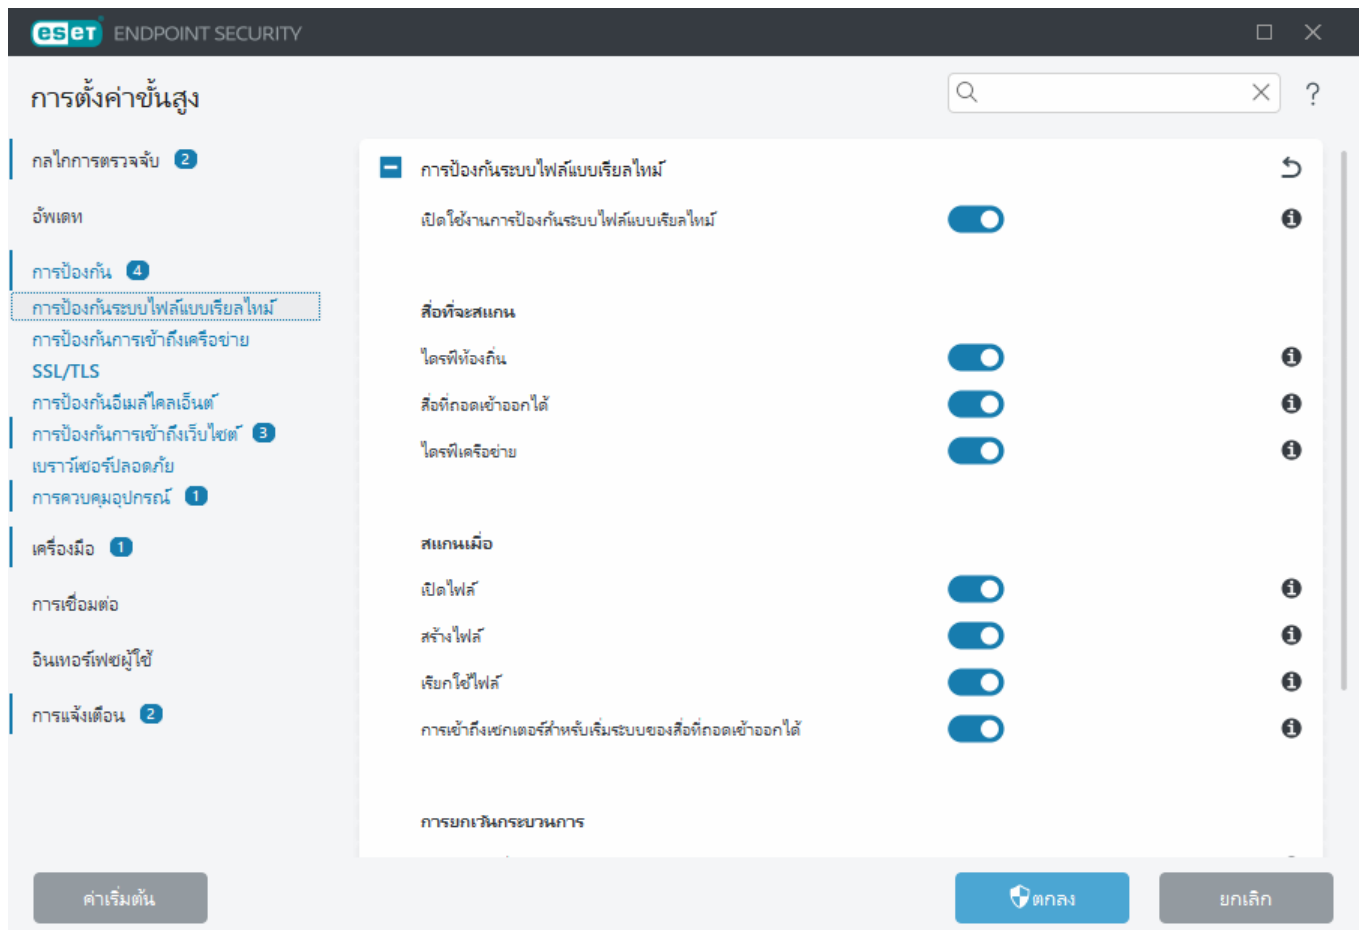 eset ENDPOINT SECURITY
การตั้งค่าขั้นสูง
?
กลไกการตรวจจับ 2
อัพเดท
การป้องกัน 4
การป้องกันระบบไฟล์แบบเรียลไทม์
การป้องกันการเข้าถึงเครือข่าย
SSL/TLS
การป้องกันอีเมลไคลเอ็นต์
การป้องกันการเข้าถึงเว็บไซต์ 3
เบราว์เซอร์ปลอดภัย
การควบคุมอุปกรณ์ 1
เครื่องมือ 1
การเชื่อมต่อ
อินเทอร์เฟซผู้ใช้
การแจ้งเตือน 2
การป้องกันระบบไฟล์แบบเรียลไทม์
เปิดใช้งานการป้องกันระบบไฟล์แบบเรียลไทม์
สื่อที่จะสแกน
ไดรฟ์ท้องถิ่น
สื่อที่ถอดเข้าออกได้
ไดรฟ์เครือข่าย
สแกนเมื่อ
เปิดไฟล์
สร้างไฟล์
เรียกใช้ไฟล์
การเข้าถึงเซกเตอร์สำหรับเริ่มระบบของสื่อที่ถอดเข้าออกได้
การยกเว้นกระบวนการ
ค่าเริ่มต้น
ตกลง
ยกเลิก